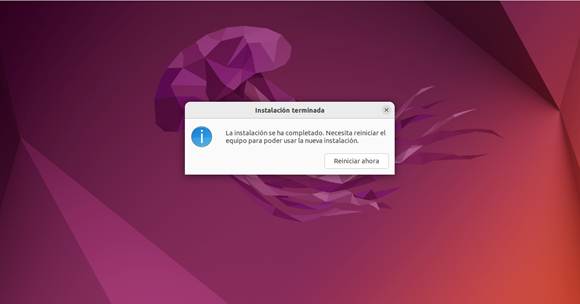 Instalación terminada
La instalación se ha completado. Necesita reiniciar el
equipo para poder usar la nueva instalación.
Reiniciar ahora